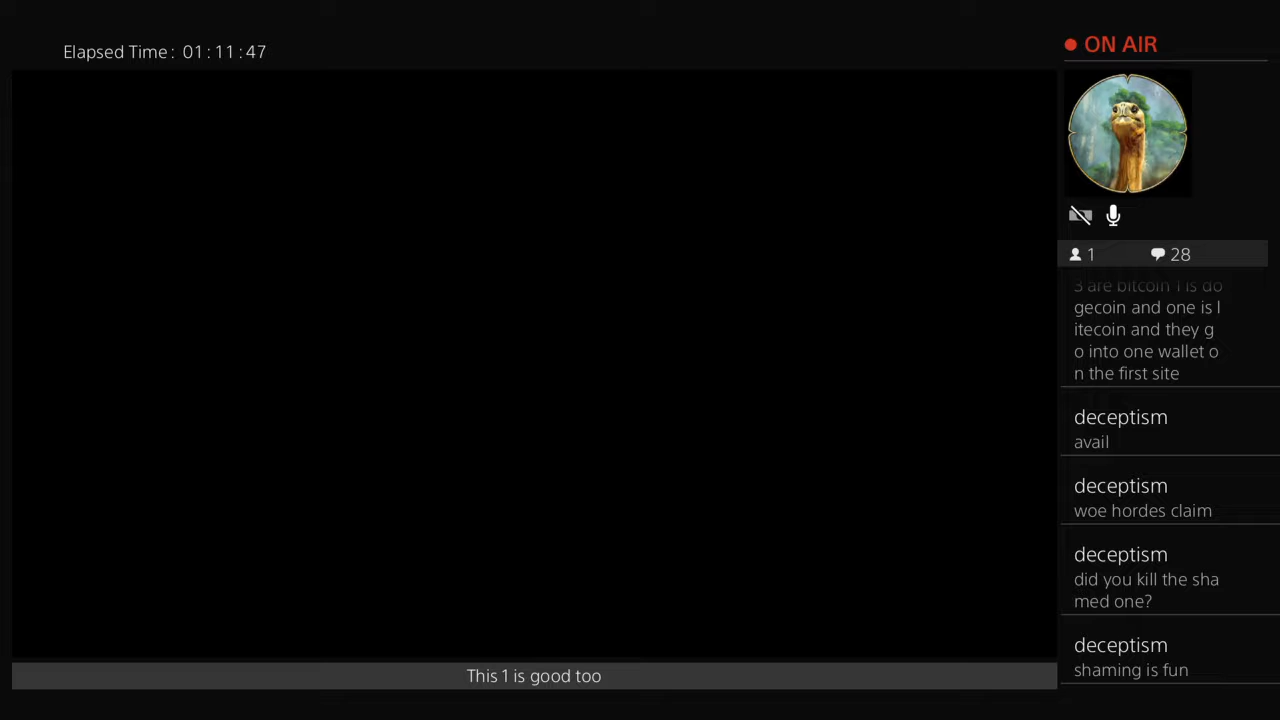 Elapsed Time: 01:11:47
ON AIR
1 28
3 are bitcoin 1 is do
gecoin and one is l
itecoin and they g
o into one wallet o
n the first site
deceptism
avail
deceptism
woe hordes claim
deceptism
did you kill the sha
med one?
deceptism
shaming is fun
This 1 is good too